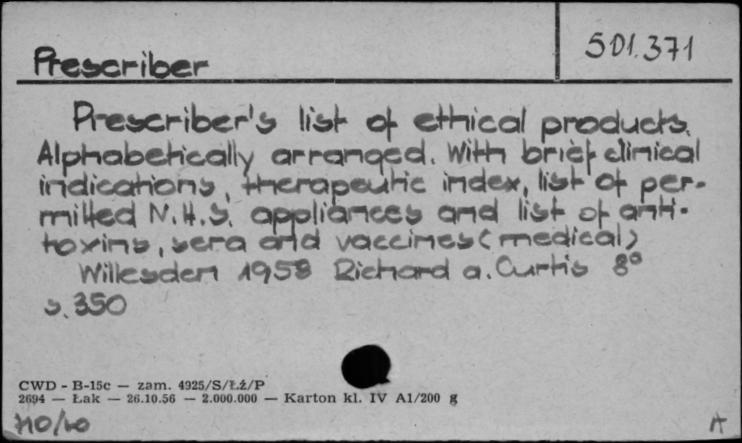 Prescriber
501.371
Prescriber's list of ethical products.
Alphabetically arranged. With brief clinical
indications, therapeutic index, list of per-
mitted N.H.S. appliances and list of anti-
toxins, sera and vaccines (medical)
Willesden 1958 Richard a. Curtis 8°
s. 350
CWD - B-15c — zam. 4925/S/Łź/P
2694 — Łak — 26.10.56 — 2.000.000 — Karton kl. IV A1/200 g
A